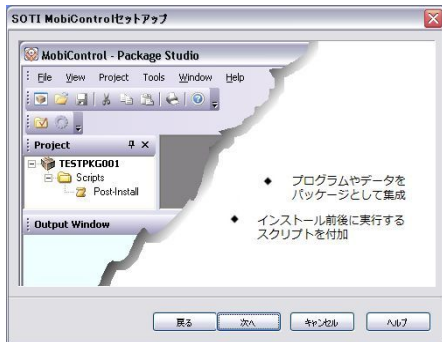 SOTI MobiControlセットアップ
MobiControl - Package Studio
File View Project Tools Window Help
Project
TESTPKG001
Scripts
Post-Install
Output Window
◆ プログラムやデータを
パッケージとして集成
◆ インストール前後に実行する
スクリプトを付加
戻る 次へ キャンセル ヘルプ